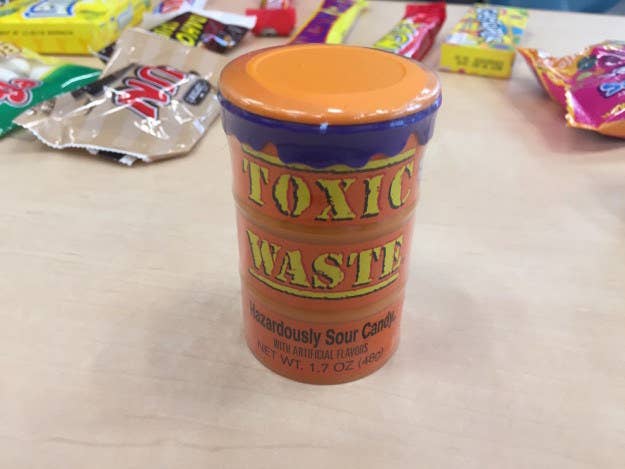 TOXIC
WASTE
Hazardously Sour Candy
WITH ARTIFICIAL FLAVORS
NET WT. 1.7 OZ (48g)